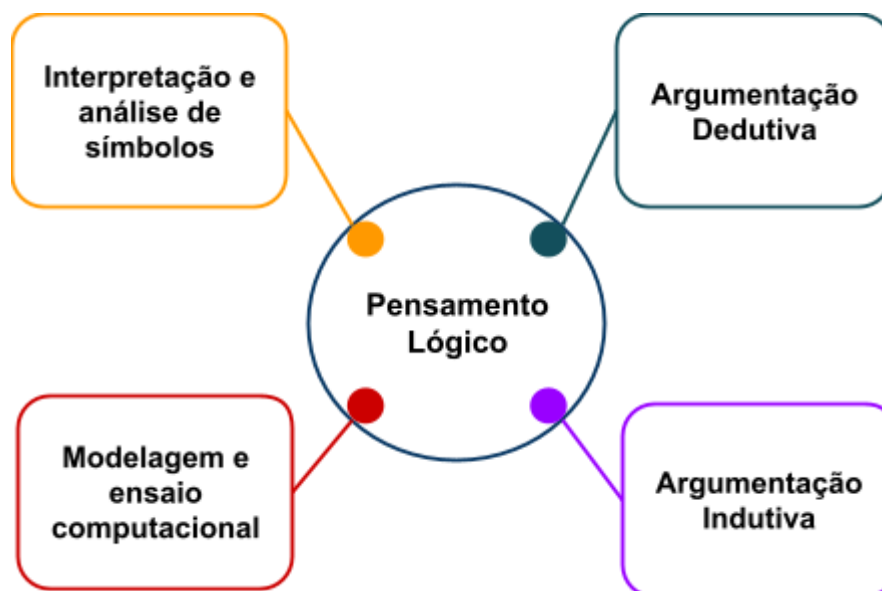 Interpretação e
análise de
símbolos
Argumentação
Dedutiva
Pensamento
Lógico
Modelagem e
ensaio
computacional
Argumentação
Indutiva